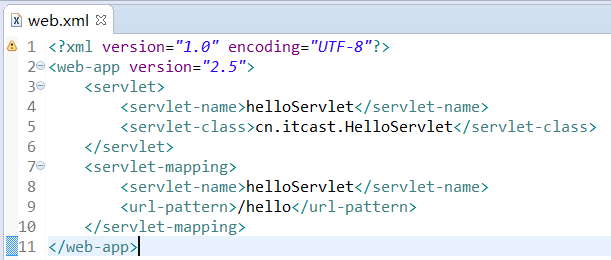 web.xml
1 <?xml version="1.0" encoding="UTF-8"?>
2 <web-app version="2.5">
3 <servlet>
4 <servlet-name>helloServlet</servlet-name>
5 <servlet-class>cn.itcast.HelloServlet</servlet-class>
6 </servlet>
7 <servlet-mapping>
8 <servlet-name>helloServlet</servlet-name>
9 <url-pattern>/hello</url-pattern>
10 </servlet-mapping>
11 </web-app>